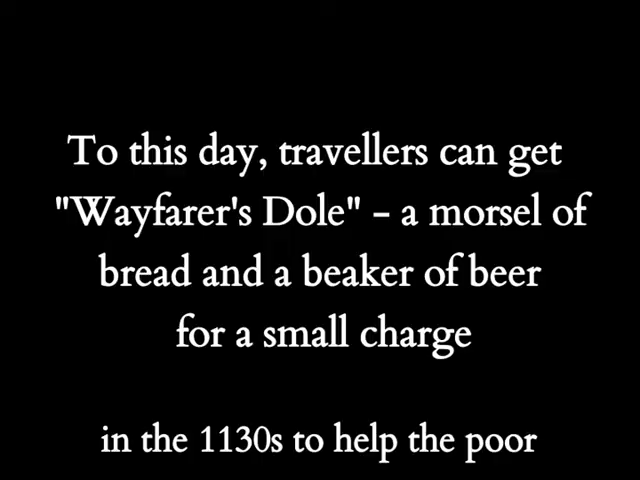 To this day, travellers can get
"Wayfarer's Dole" - a morsel of
bread and a beaker of beer
for a small charge
in the 1130s to help the poor